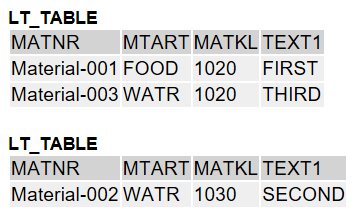 LT_TABLE
MATNR MTART MATKL TEXT1
Material-001 FOOD 1020 FIRST
Material-003 WATR 1020 THIRD
LT_TABLE
MATNR MTART MATKL TEXT1
Material-002 WATR 1030 SECOND